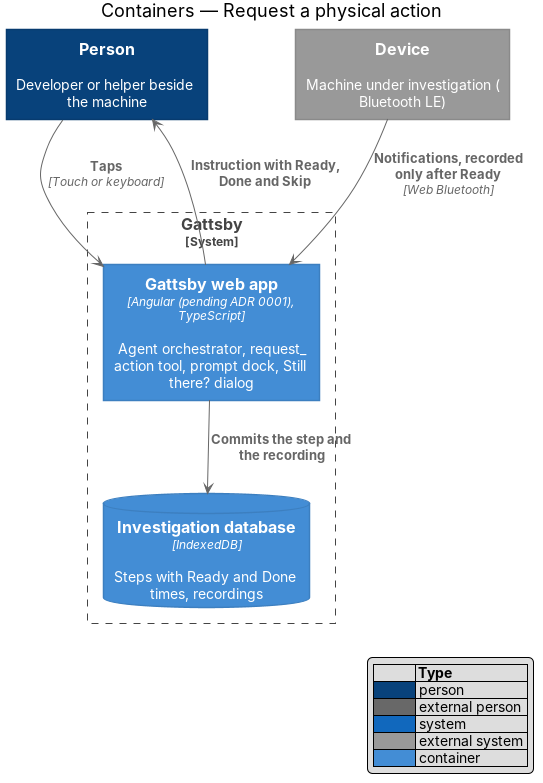 Containers — Request a physical action
Person
Developer or helper beside
the machine
Device
Machine under investigation (
Bluetooth LE)
Taps
[Touch or keyboard]
Instruction with Ready,
Done and Skip
Notifications, recorded
only after Ready
[Web Bluetooth]
Gattsby
[System]
Gattsby web app
[Angular (pending ADR 0001),
TypeScript]
Agent orchestrator, request_
action tool, prompt dock, Still
there? dialog
Commits the step and
the recording
Investigation database
[IndexedDB]
Steps with Ready and Done
times, recordings
Type
person
external person
system
external system
container